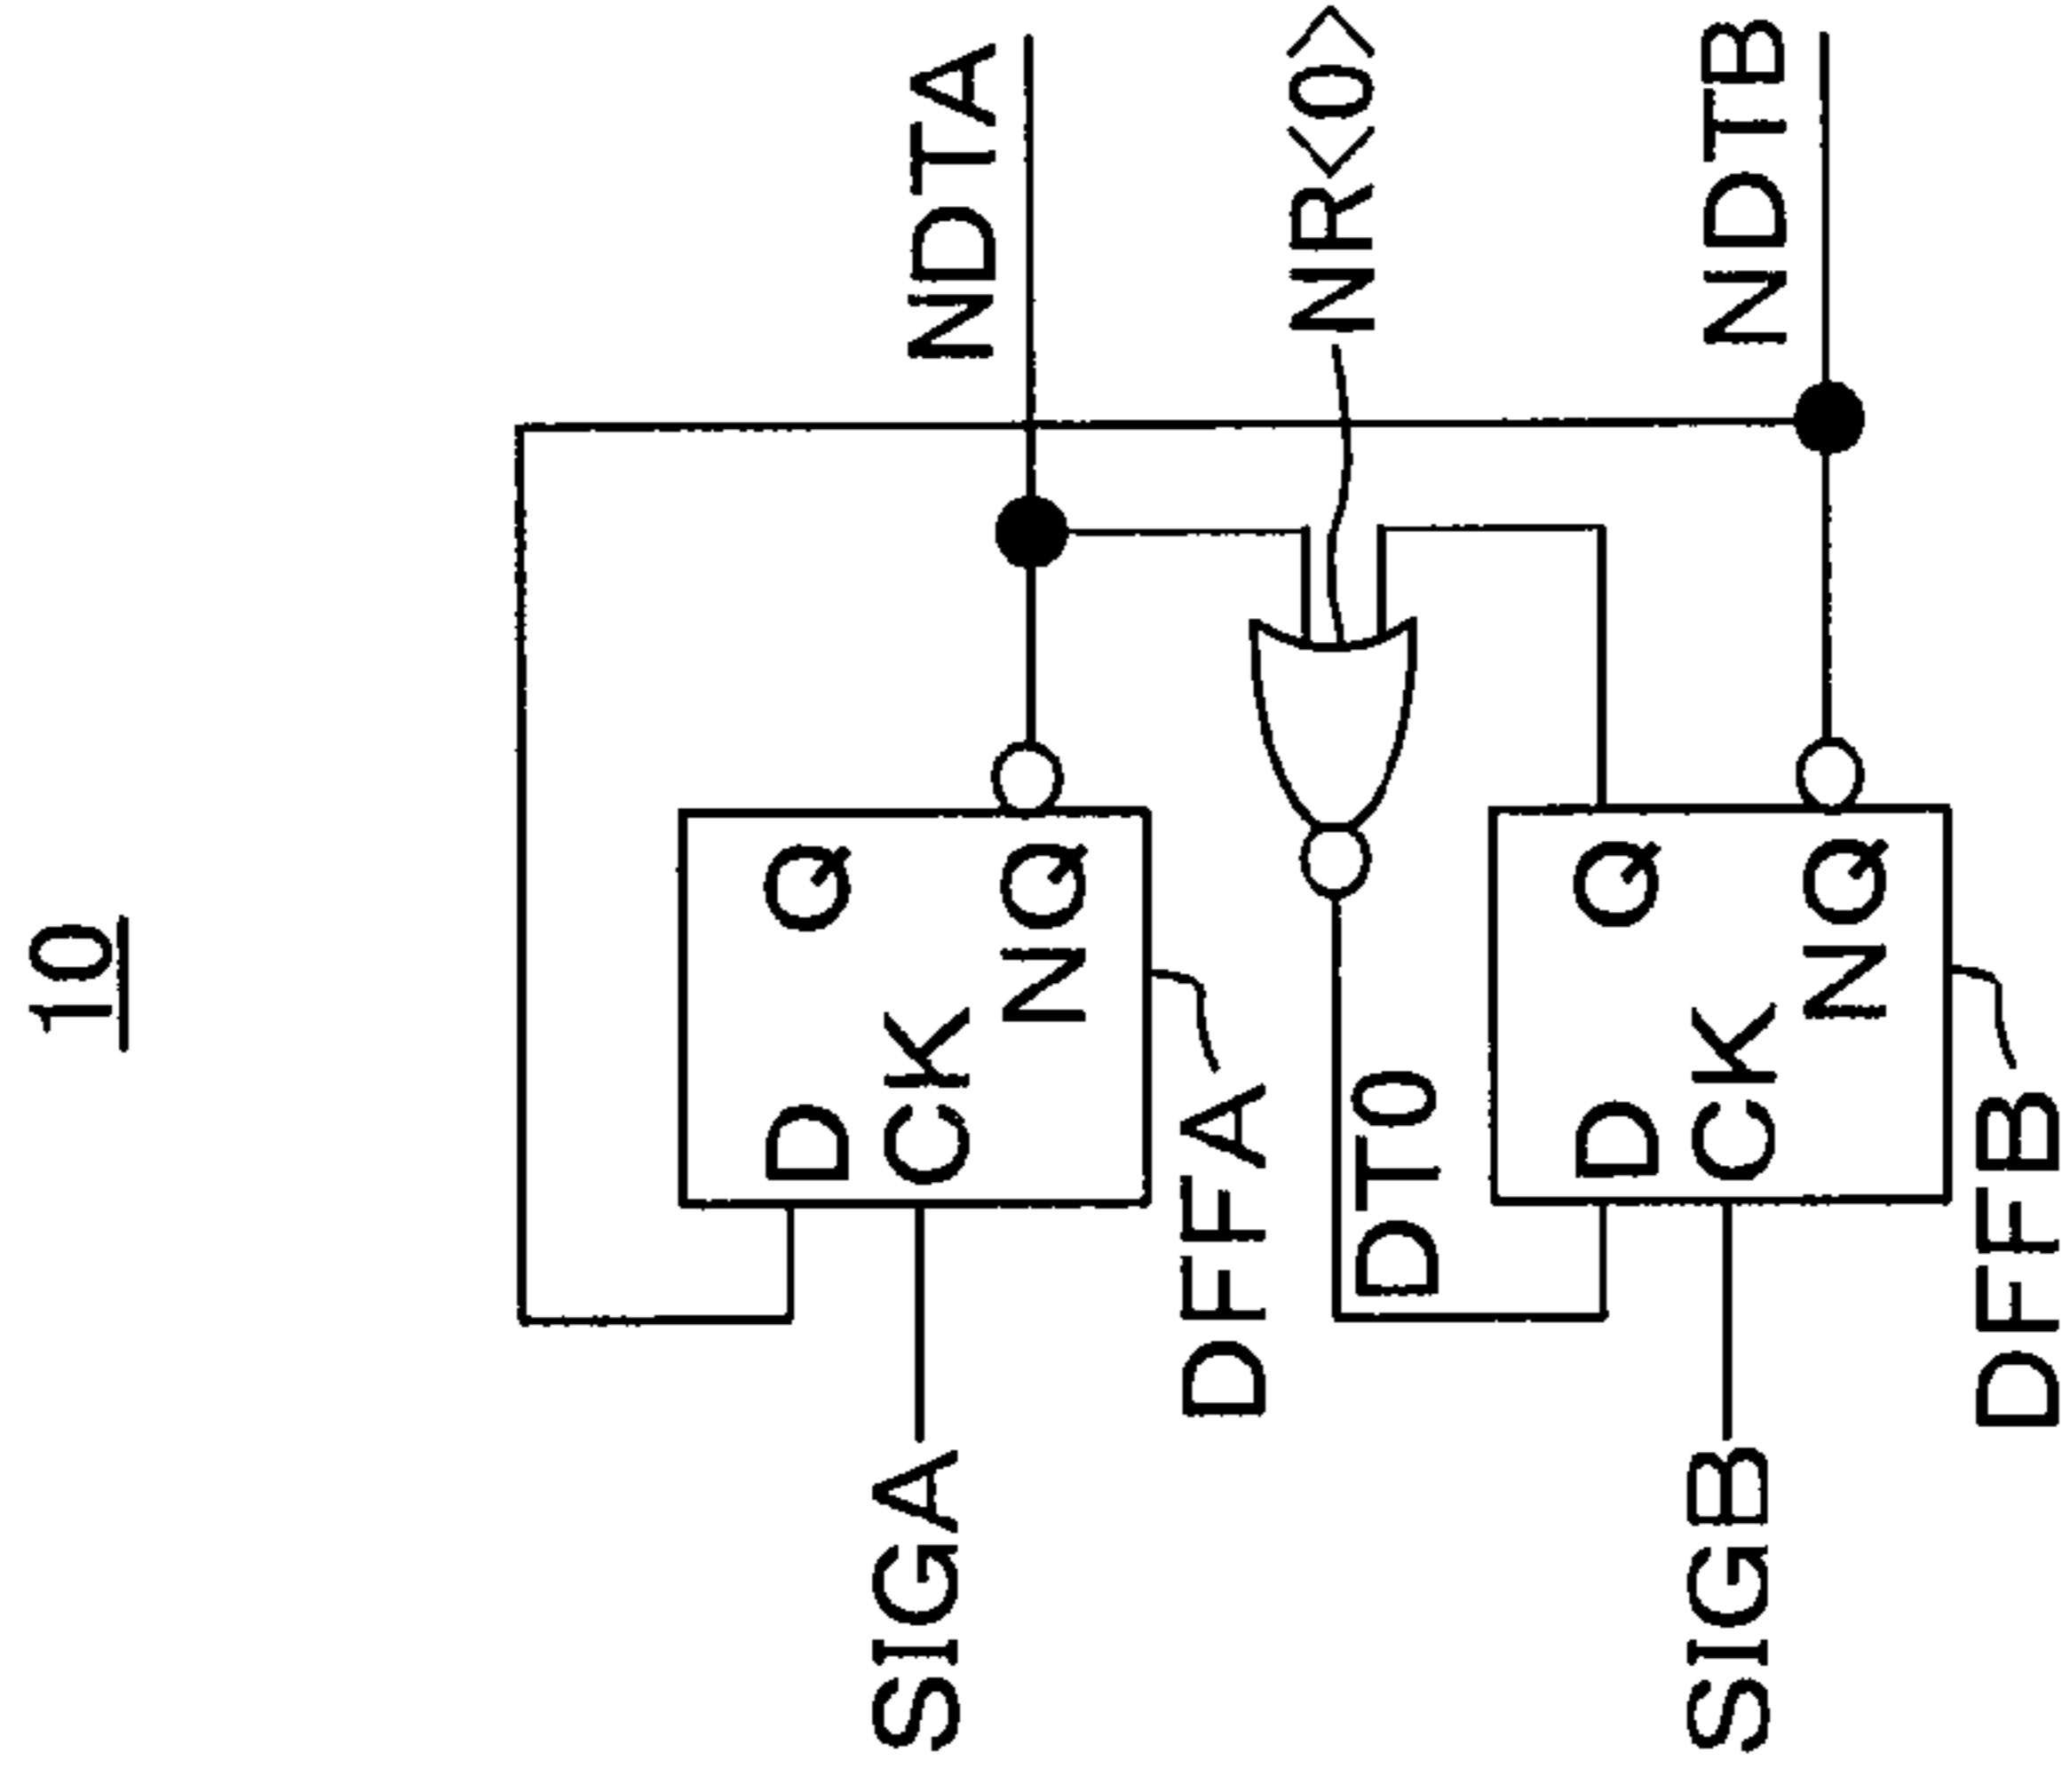 10
SIGA
D
Q
CK
NQ
NDTA
DFFA
NR<0>
DT0
SIGB
D
Q
CK
NQ
NDTB
DFFB